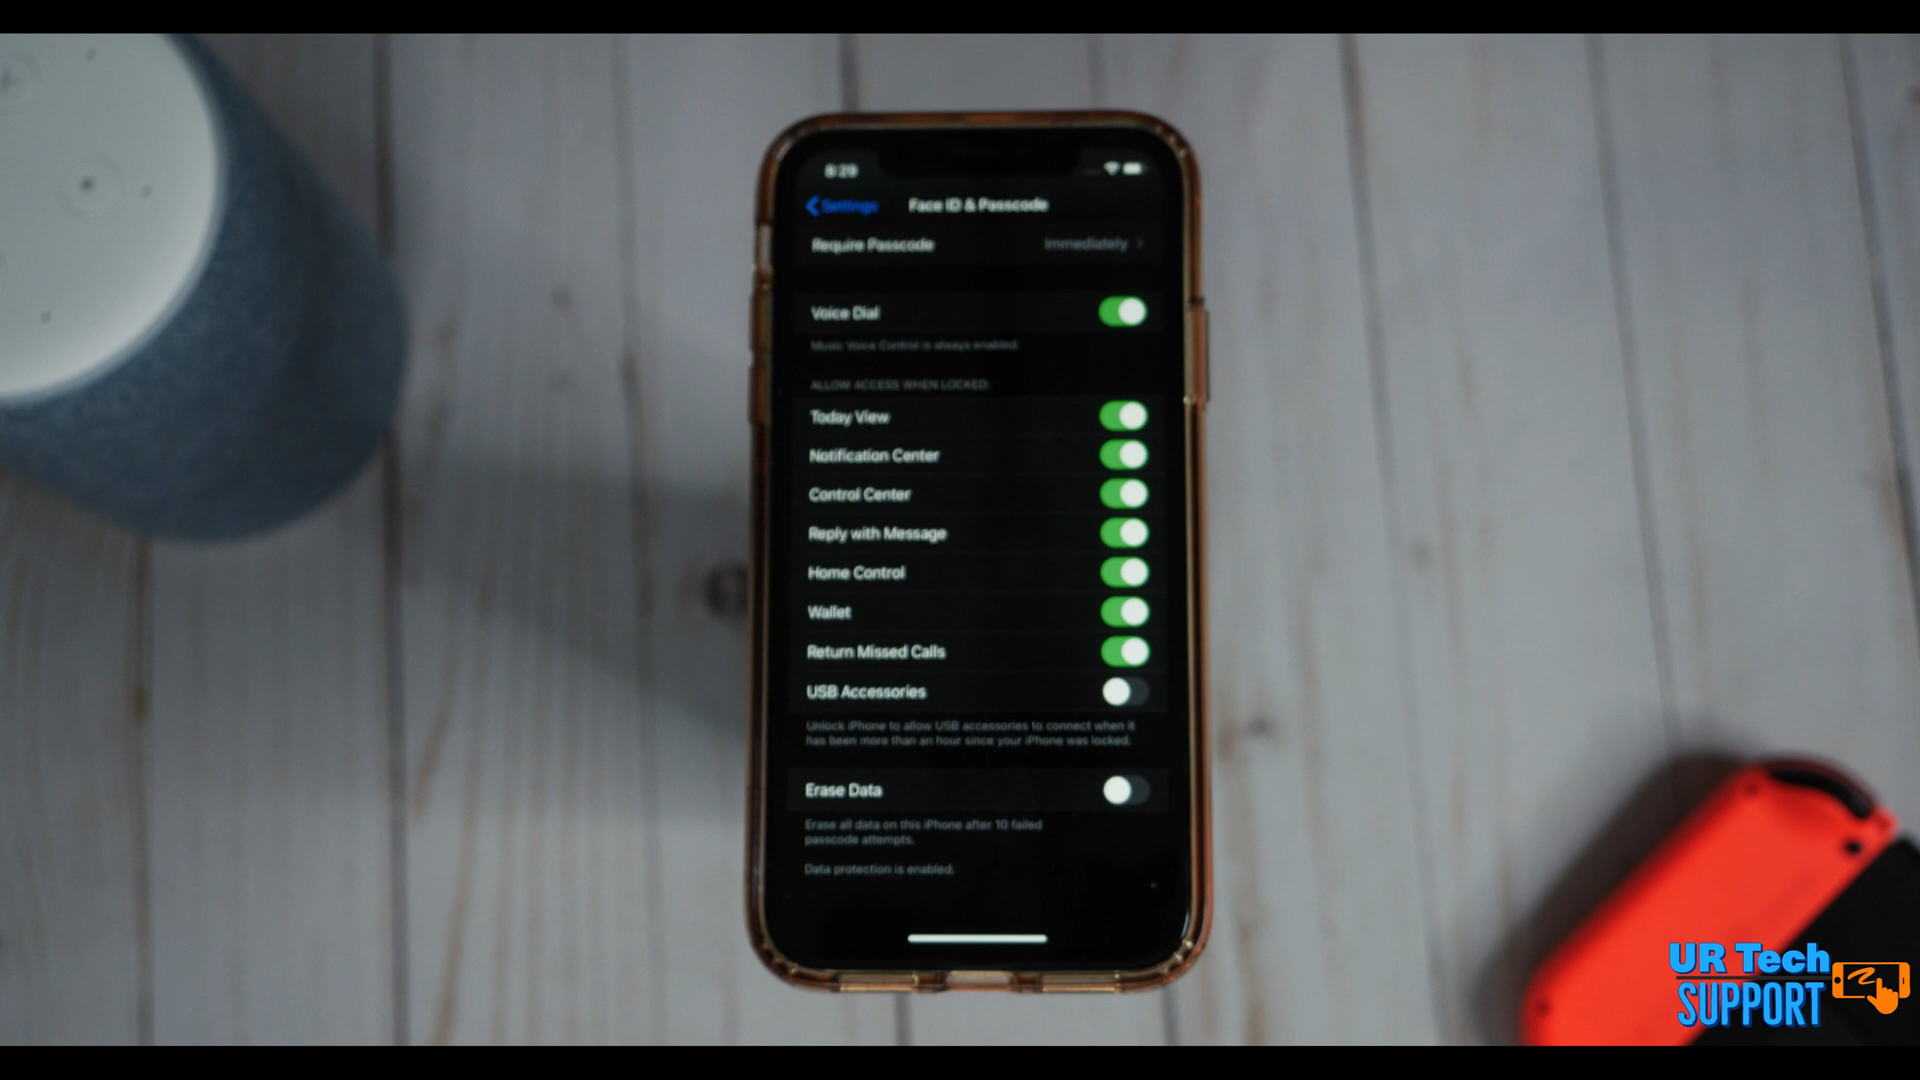 8:29
Settings
Face ID & Passcode
Require Passcode Immediately
Voice Dial
Music Voice Control is always enabled.
ALLOW ACCESS WHEN LOCKED:
Today View
Notification Center
Control Center
Reply with Message
Home Control
Wallet
Return Missed Calls
USB Accessories
Unlock iPhone to allow USB accessories to connect when it
has been more than an hour since your iPhone was locked.
Erase Data
Erase all data on this iPhone after 10 failed
passcode attempts.
Data protection is enabled.
UR Tech
SUPPORT